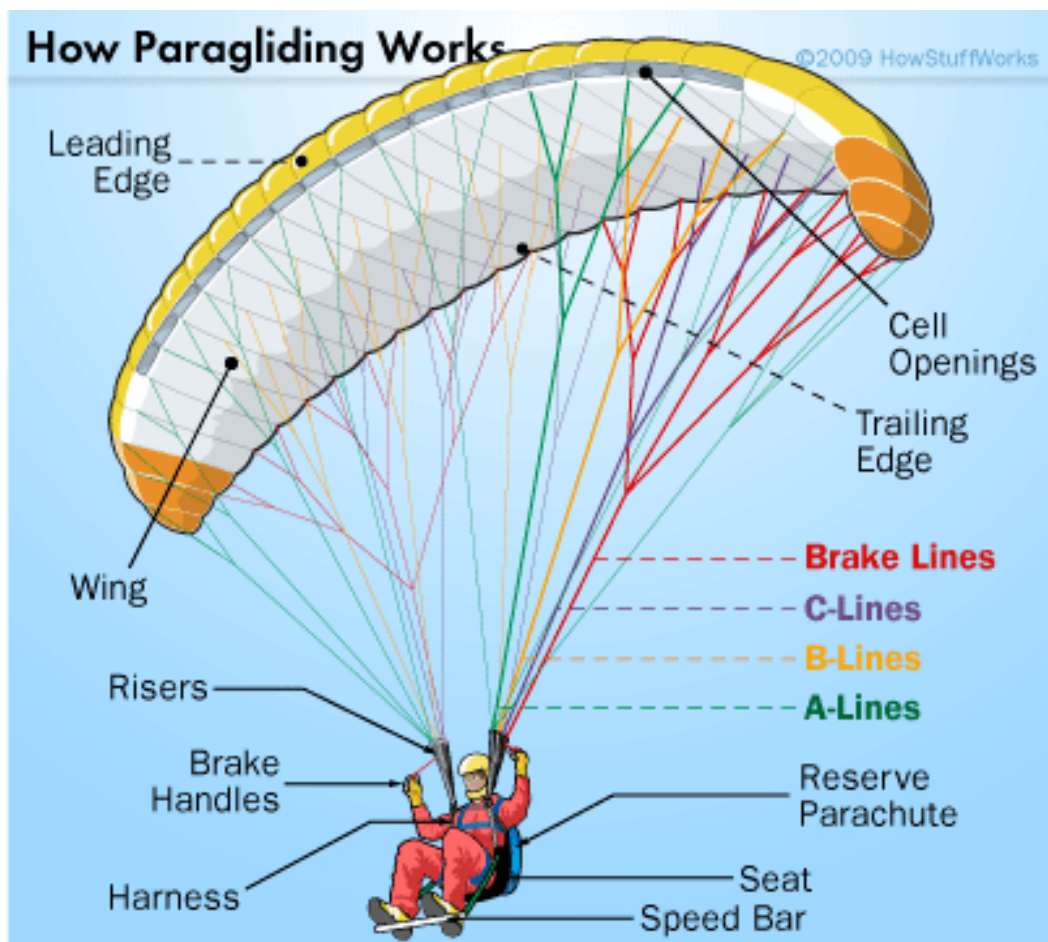 How Paragliding Works
©2009 HowStuffWorks
Leading
Edge
Cell
Openings
Trailing
Edge
Wing
Brake Lines
C-Lines
B-Lines
A-Lines
Risers
Brake
Handles
Reserve
Parachute
Harness
Seat
Speed Bar